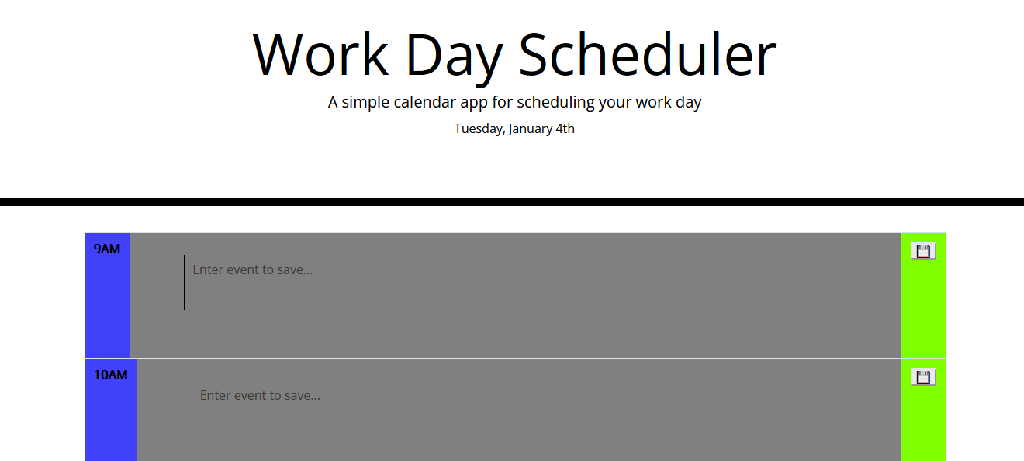 Work Day Scheduler
A simple calendar app for scheduling your work day
Tuesday, January 4th
9AM
Enter event to save...
10AM
Enter event to save...